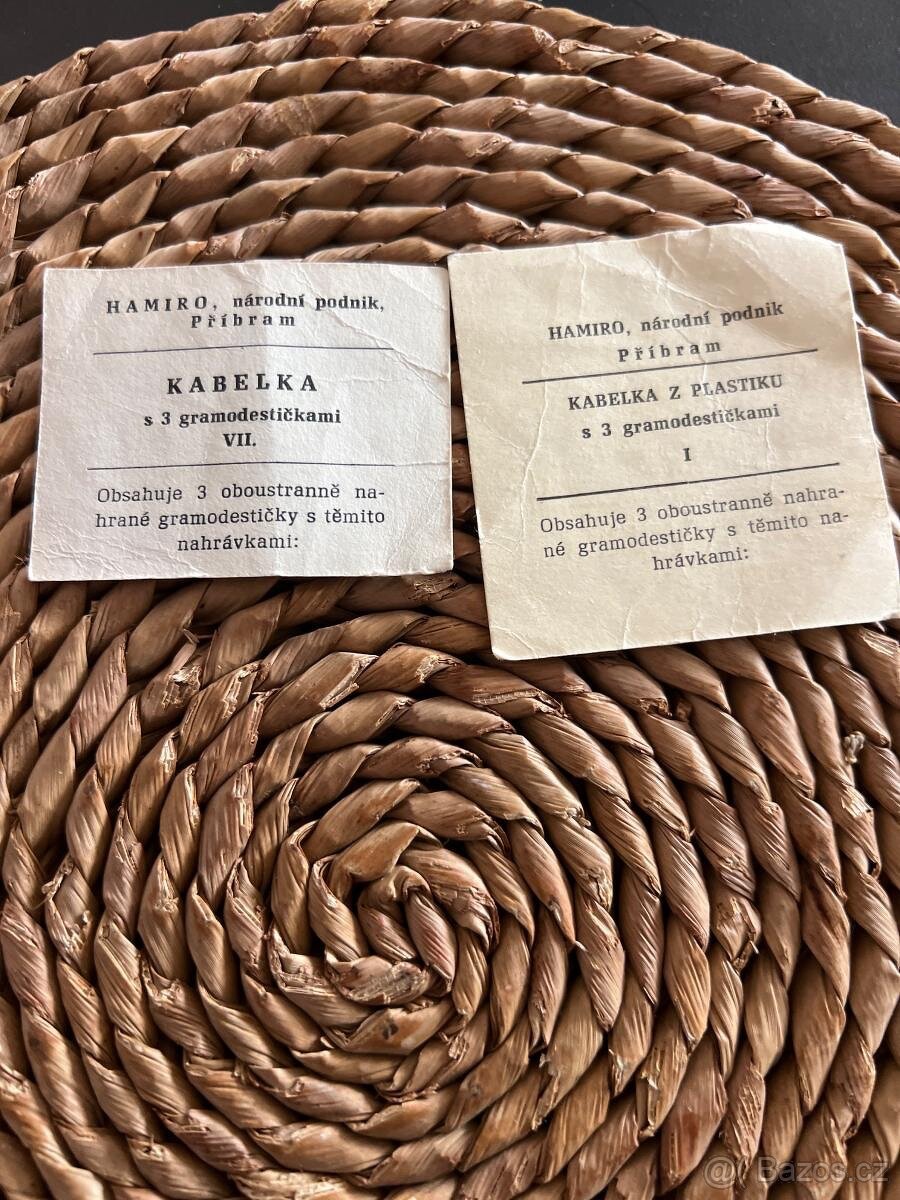 HAMIRO, národní podnik,
Příbram
KABELKA
s 3 gramodestičkami
VII.
Obsahuje 3 oboustranně na-
hrané gramodestičky s těmito
nahrávkami:
HAMIRO, národní podnik
Příbram
KABELKA Z PLASTIKU
s 3 gramodestičkami
I
Obsahuje 3 oboustranně nahra-
né gramodestičky s těmito na-
hrávkami:
@ Bazos.cz